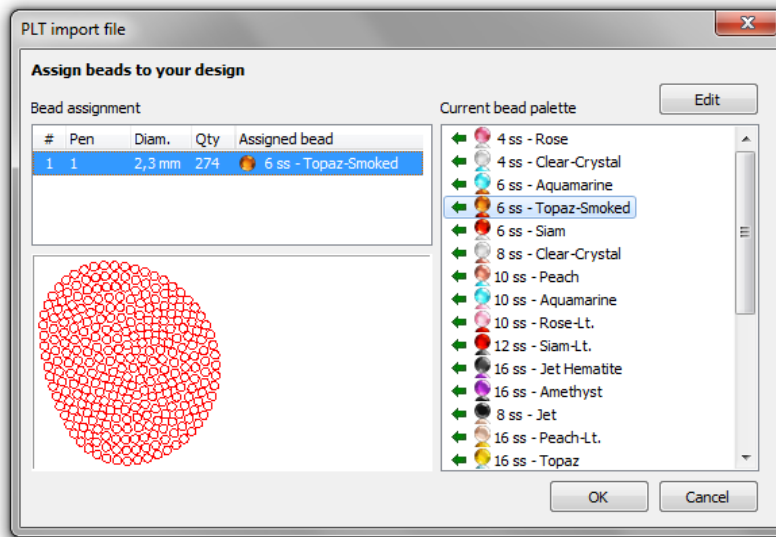 PLT import file
X
Assign beads to your design
Bead assignment
# Pen Diam. Qty Assigned bead
1 1 2,3 mm 274 6 ss - Topaz-Smoked
Current bead palette
Edit
4 ss - Rose
4 ss - Clear-Crystal
6 ss - Aquamarine
6 ss - Topaz-Smoked
6 ss - Siam
8 ss - Clear-Crystal
10 ss - Peach
10 ss - Aquamarine
10 ss - Rose-Lt.
12 ss - Siam-Lt.
16 ss - Jet Hematite
16 ss - Amethyst
8 ss - Jet
16 ss - Peach-Lt.
16 ss - Topaz
OK
Cancel